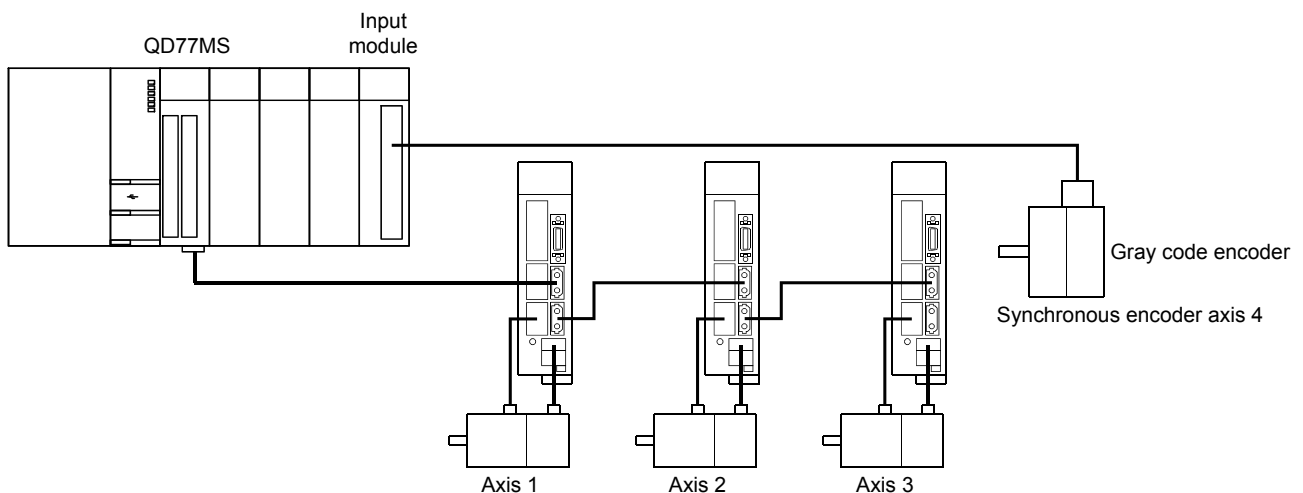 QD77MS
Input
module
Gray code encoder
Synchronous encoder axis 4
Axis 1
Axis 2
Axis 3